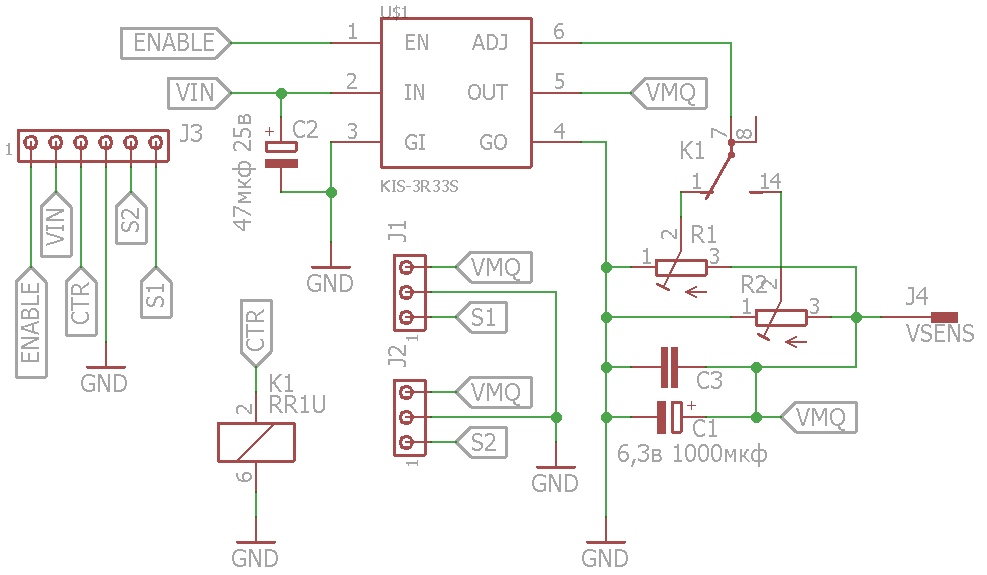 U$1
ENABLE
1
EN
ADJ
6
VIN
2
IN
OUT
5
VMQ
3
GI
GO
4
KIS-3R33S
+
C2
47мкф 25в
GND
1
J3
ENABLE
VIN
CTR
GND
S2
S1
K1
7
8
1
14
2
R1
1
3
R2
2
1
3
J4
VSENS
C3
+
C1
6,3в 1000мкф
VMQ
GND
J1
VMQ
S1
1
J2
VMQ
S2
1
GND
CTR
K1
RR1U
2
6
GND